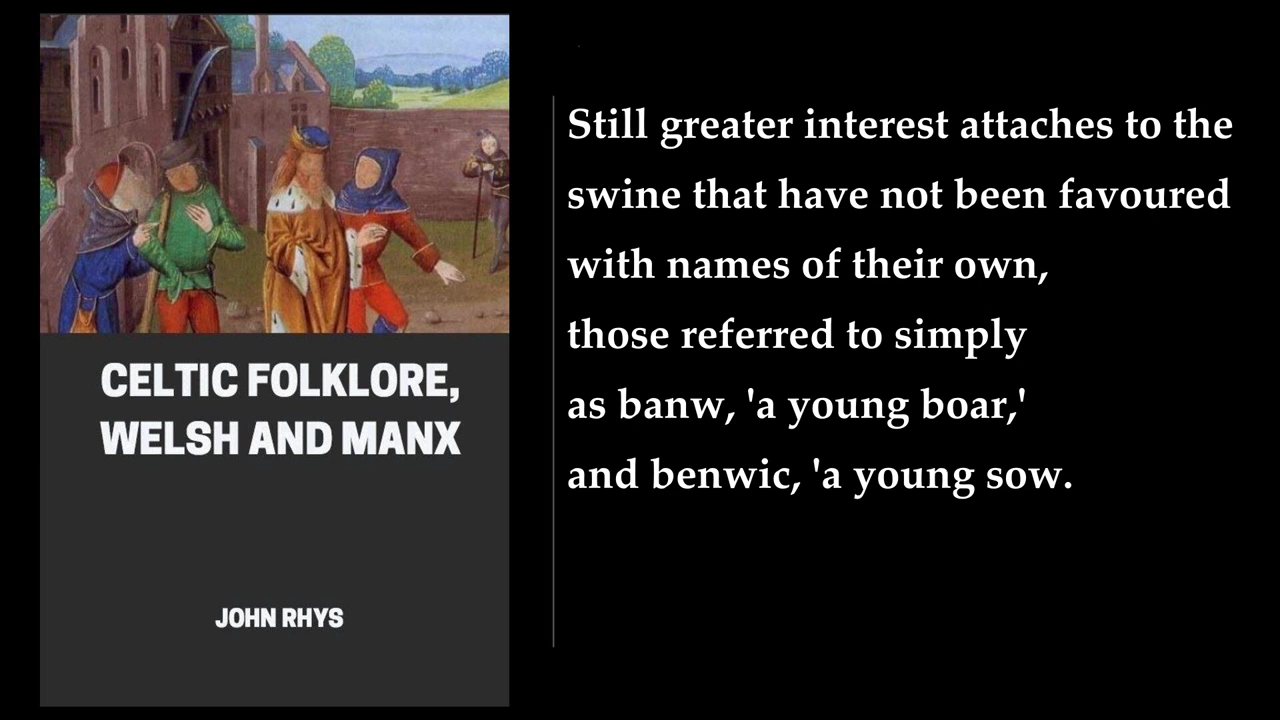 CELTIC FOLKLORE,
WELSH AND MANX
JOHN RHYS
Still greater interest attaches to the
swine that have not been favoured
with names of their own,
those referred to simply
as banw, 'a young boar,'
and benwic, 'a young sow.